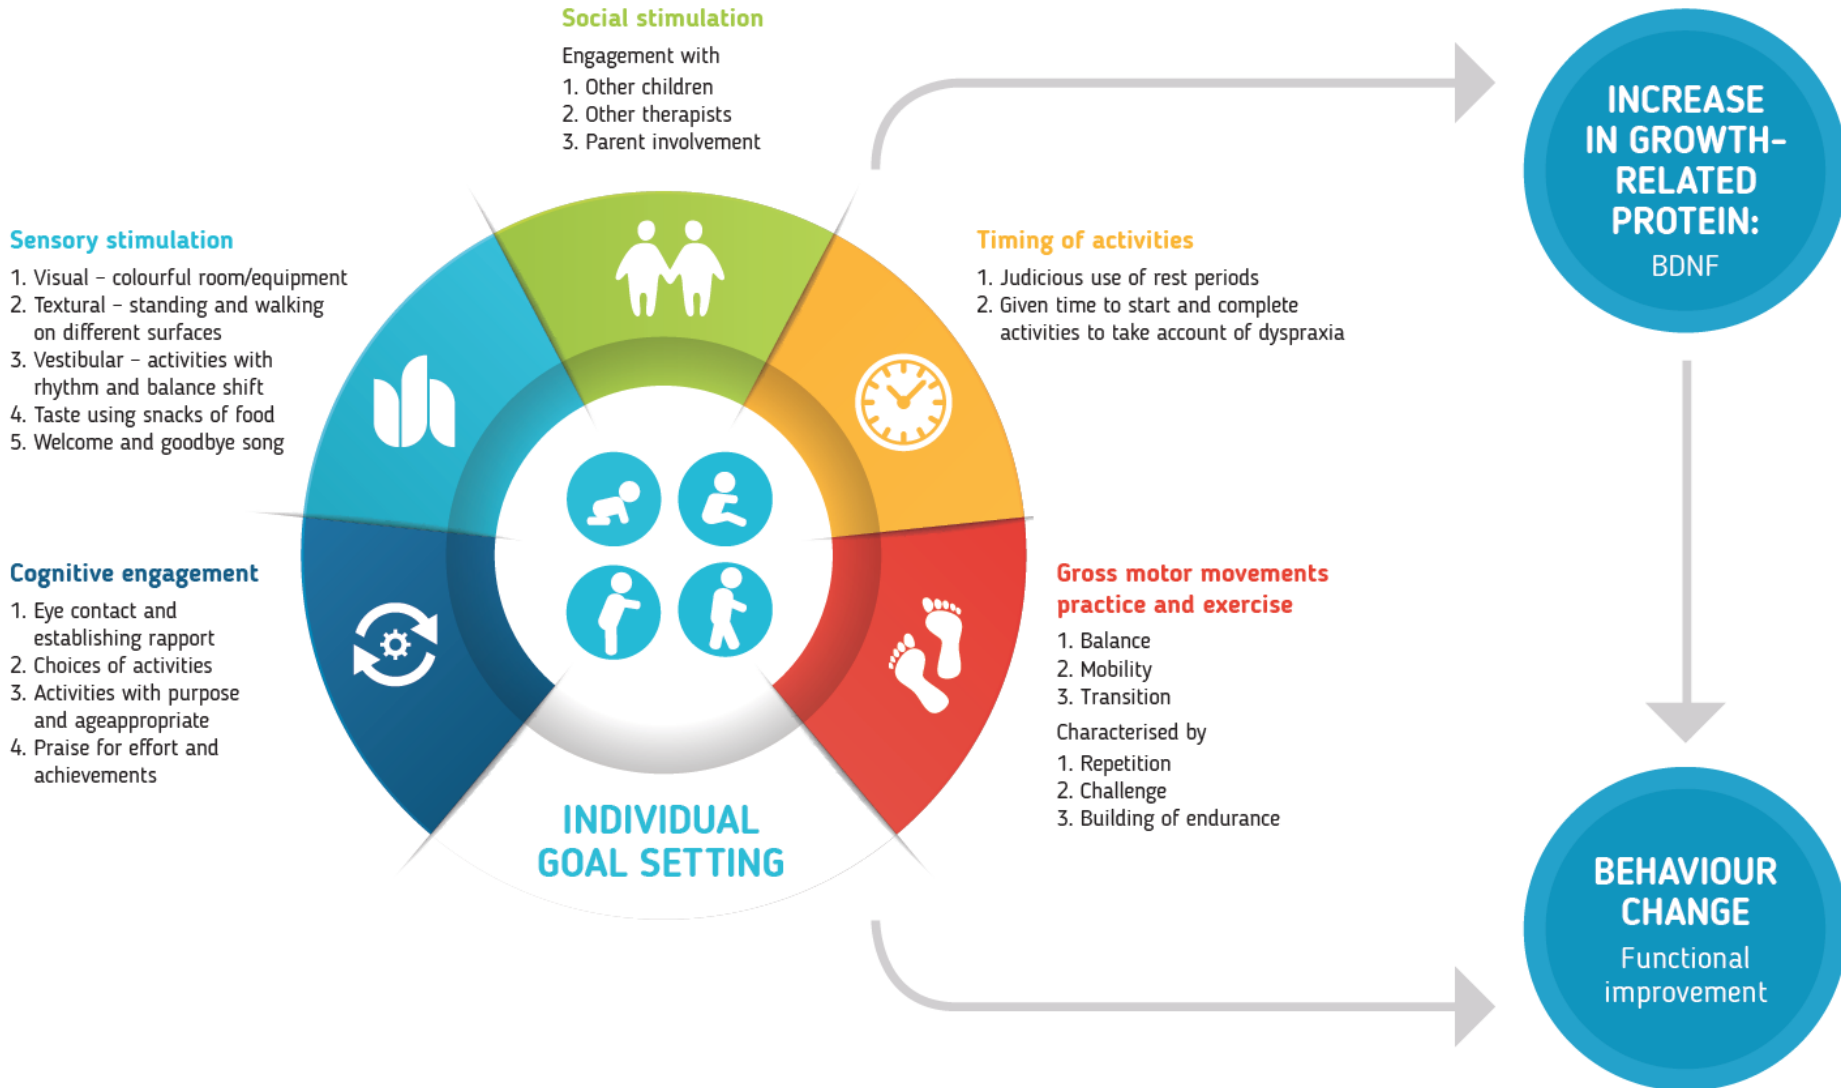 Social stimulation
Engagement with
1. Other children
2. Other therapists
3. Parent involvement
Sensory stimulation
1. Visual – colourful room/equipment
2. Textural – standing and walking
on different surfaces
3. Vestibular – activities with
rhythm and balance shift
4. Taste using snacks of food
5. Welcome and goodbye song
Timing of activities
1. Judicious use of rest periods
2. Given time to start and complete
activities to take account of dyspraxia
Cognitive engagement
1. Eye contact and
establishing rapport
2. Choices of activities
3. Activities with purpose
and ageappropriate
4. Praise for effort and
achievements
Gross motor movements
practice and exercise
1. Balance
2. Mobility
3. Transition
Characterised by
1. Repetition
2. Challenge
3. Building of endurance
INDIVIDUAL
GOAL SETTING
INCREASE
IN GROWTH-
RELATED
PROTEIN:
BDNF
BEHAVIOUR
CHANGE
Functional
improvement